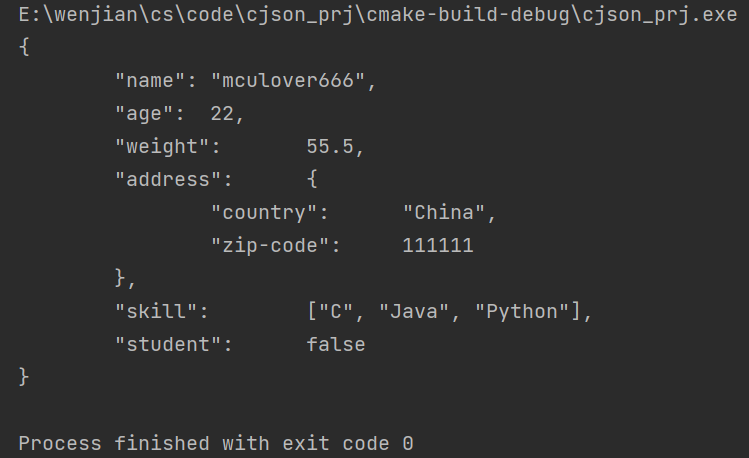 E:\wenjian\cs\code\cjson_prj\cmake-build-debug\cjson_prj.exe
{
	"name": "mculover666",
	"age":	22,
	"weight":	55.5,
	"address":	{
		"country":	"China",
		"zip-code":	111111
	},
	"skill":	["C", "Java", "Python"],
	"student":	false
}
Process finished with exit code 0